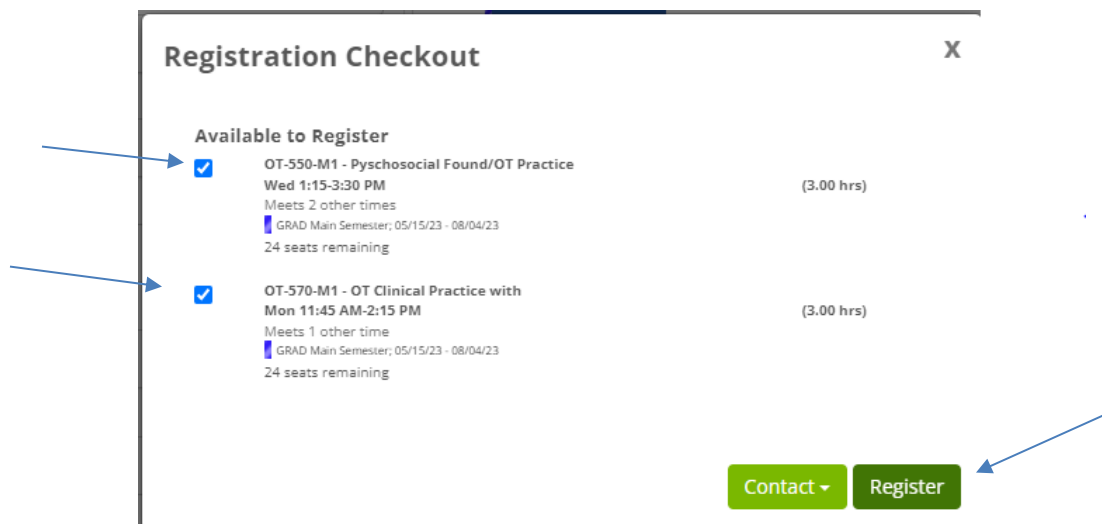 Registration Checkout
X
Available to Register
OT-550-M1 - Pyschosocial Found/OT Practice
Wed 1:15-3:30 PM
(3.00 hrs)
Meets 2 other times
GRAD Main Semester; 05/15/23 - 08/04/23
24 seats remaining
OT-570-M1 - OT Clinical Practice with
Mon 11:45 AM-2:15 PM
(3.00 hrs)
Meets 1 other time
GRAD Main Semester; 05/15/23 - 08/04/23
24 seats remaining
Contact
Register